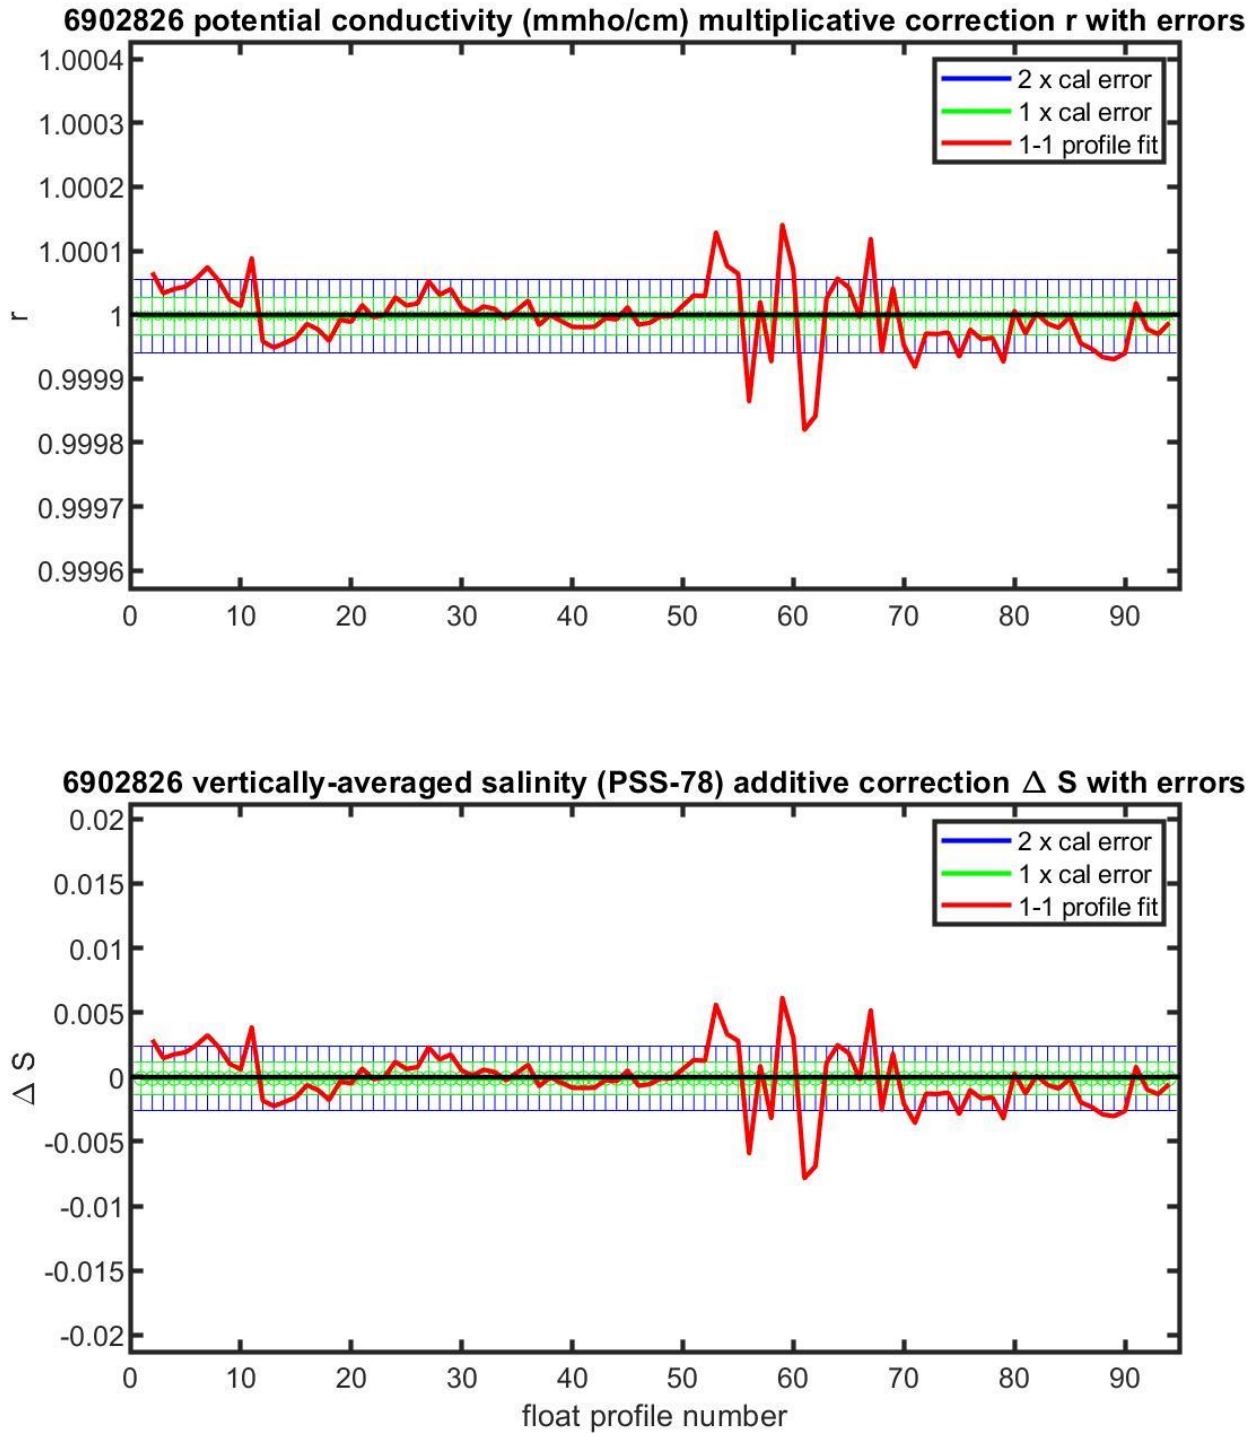 6902826 potential conductivity (mmho/cm) multiplicative correction r with errors
1.0004
1.0003
1.0002
1.0001
1
0.9999
0.9998
0.9997
0.9996
r
2 x cal error
1 x cal error
1-1 profile fit
0 10 20 30 40 50 60 70 80 90
6902826 vertically-averaged salinity (PSS-78) additive correction Δ S with errors
0.02
0.015
0.01
0.005
0
-0.005
-0.01
-0.015
-0.02
Δ S
2 x cal error
1 x cal error
1-1 profile fit
0 10 20 30 40 50 60 70 80 90
float profile number